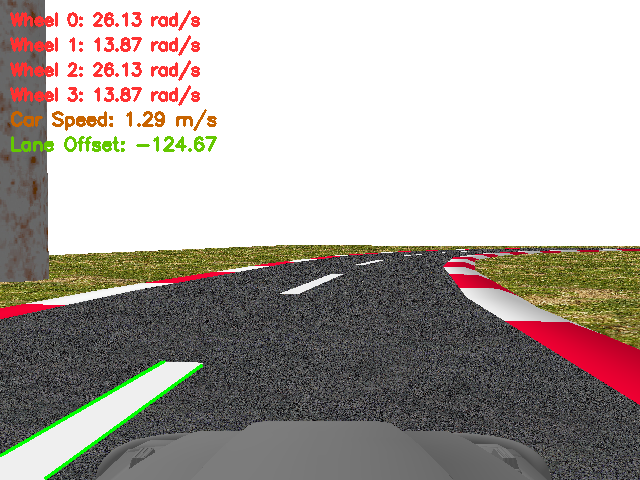 Wheel 0: 26.13 rad/s
Wheel 1: 13.87 rad/s
Wheel 2: 26.13 rad/s
Wheel 3: 13.87 rad/s
Car Speed: 1.29 m/s
Lane Offset: -124.67